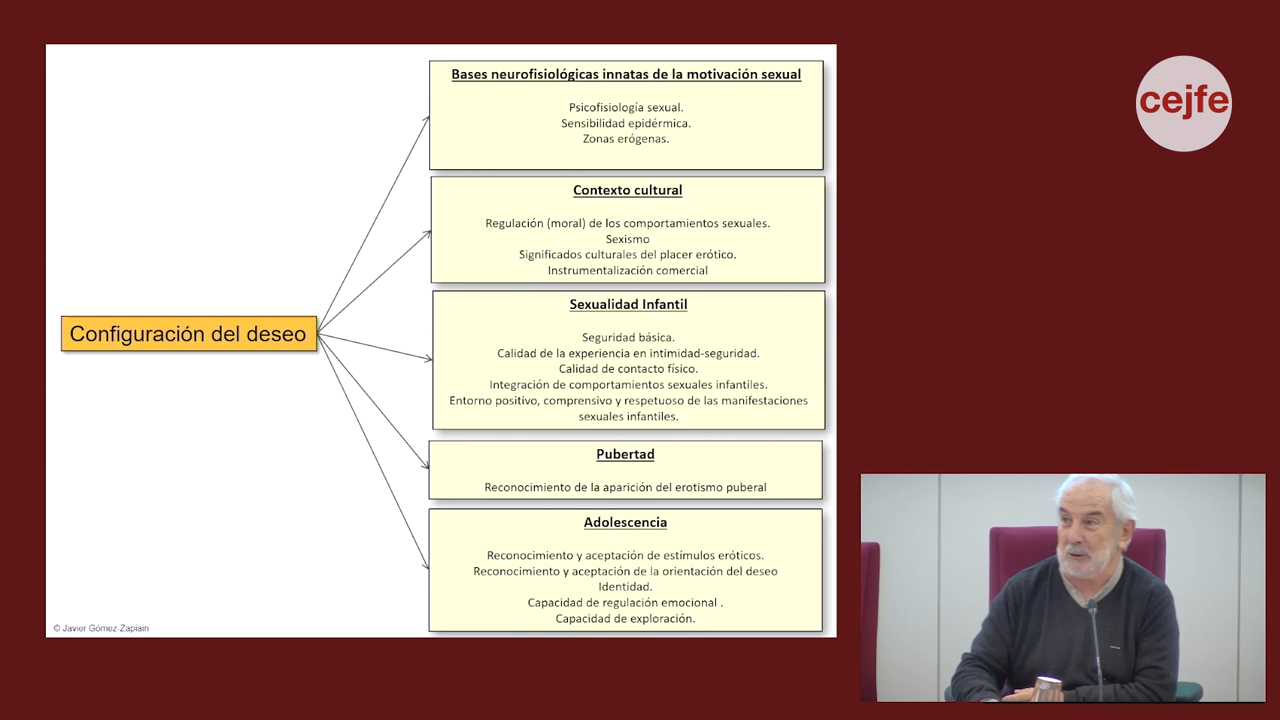 Bases neurofisiológicas innatas de la motivación sexual
Psicofisiología sexual.
Sensibilidad epidérmica.
Zonas erógenas.
Contexto cultural
Regulación (moral) de los comportamientos sexuales.
Sexismo
Significados culturales del placer erótico.
Instrumentalización comercial
Sexualidad Infantil
Seguridad básica.
Calidad de la experiencia en intimidad-seguridad.
Calidad de contacto físico.
Integración de comportamientos sexuales infantiles.
Entorno positivo, comprensivo y respetuoso de las manifestaciones
sexuales infantiles.
Configuración del deseo
Pubertad
Reconocimiento de la aparición del erotismo puberal
Adolescencia
Reconocimiento y aceptación de estímulos eróticos.
Reconocimiento y aceptación de la orientación del deseo
Identidad.
Capacidad de regulación emocional .
Capacidad de exploración.
© Javier Gómez Zapiain
cejfe